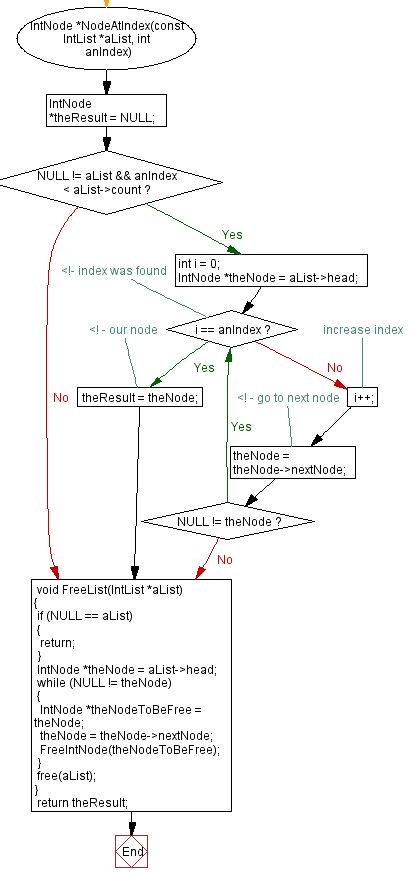 IntNode *NodeAtIndex(const
IntList *aList, int
anIndex)
IntNode
*theResult = NULL;
NULL != aList && anIndex
< aList->count ?
Yes
int i = 0;
IntNode *theNode = aList->head;
<!- index was found
i == anIndex ?
<! - our node
increase index
Yes
No
No
theResult = theNode;
<! - go to next node
i++;
Yes
theNode =
theNode->nextNode;
NULL != theNode ?
No
void FreeList(IntList *aList)
{
if (NULL == aList)
{
return;
}
IntNode *theNode = aList->head;
while (NULL != theNode)
{
IntNode *theNodeToBeFree =
theNode;
theNode = theNode->nextNode;
FreeIntNode(theNodeToBeFree);
}
free(aList);
}
return theResult;
End